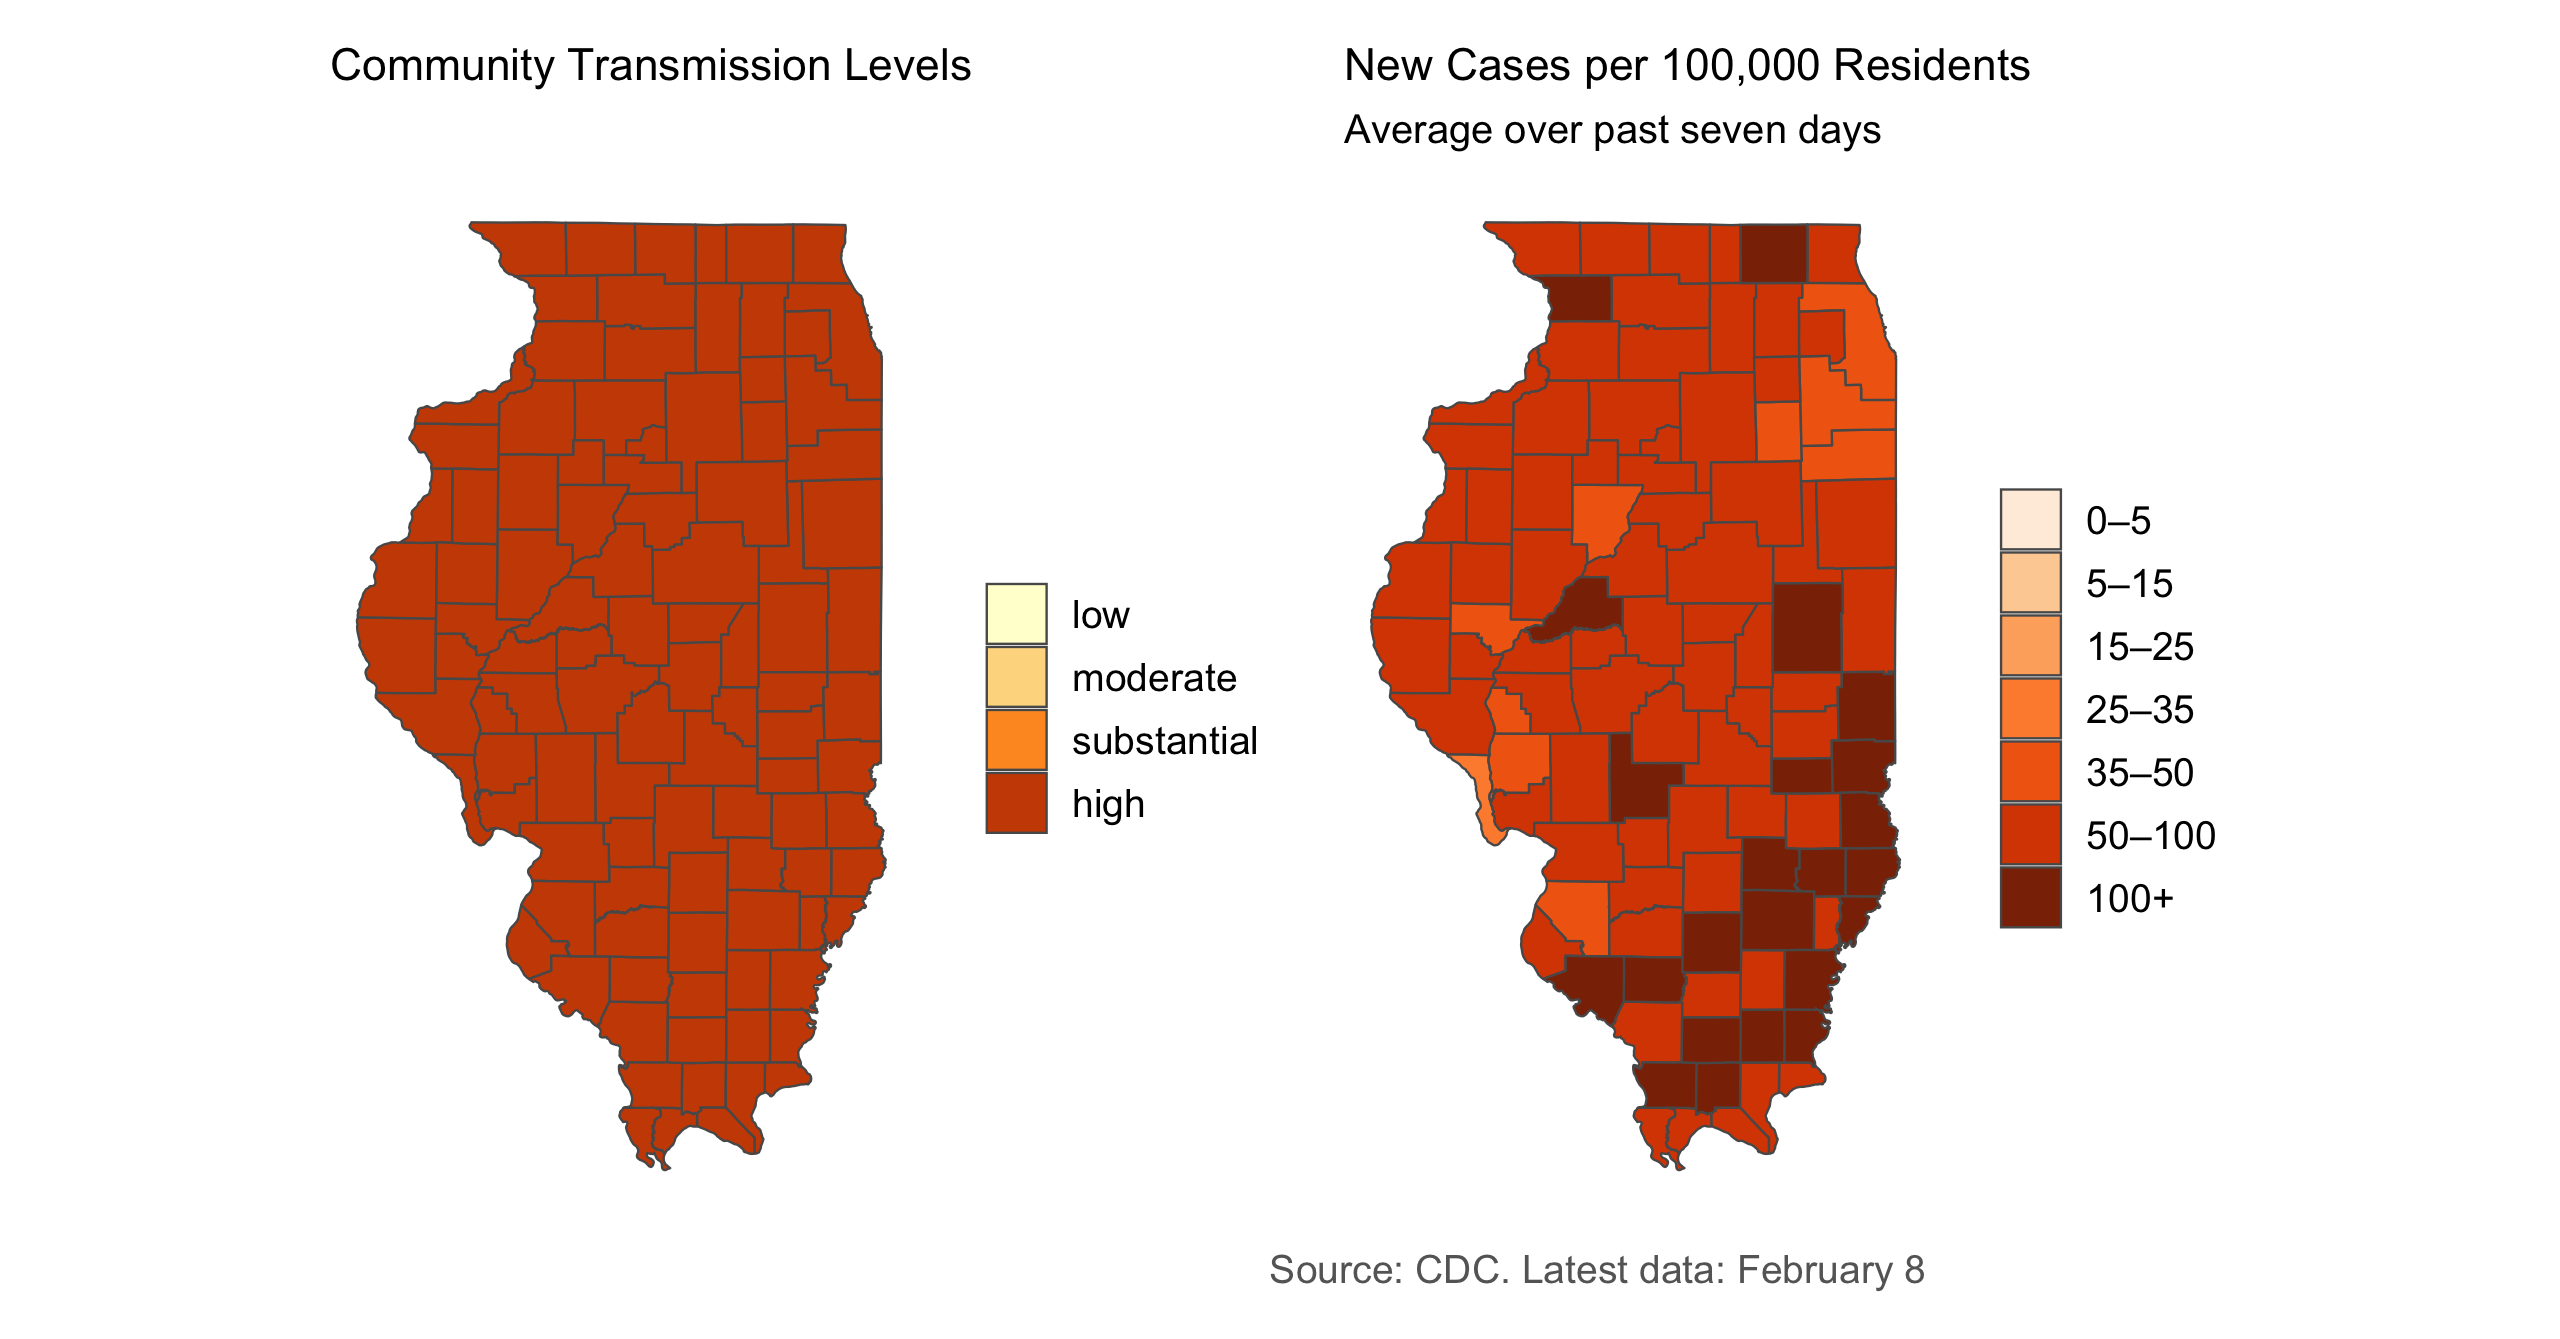 Community Transmission Levels
low
moderate
substantial
high
New Cases per 100,000 Residents
Average over past seven days
0–5
5–15
15–25
25–35
35–50
50–100
100+
Source: CDC. Latest data: February 8